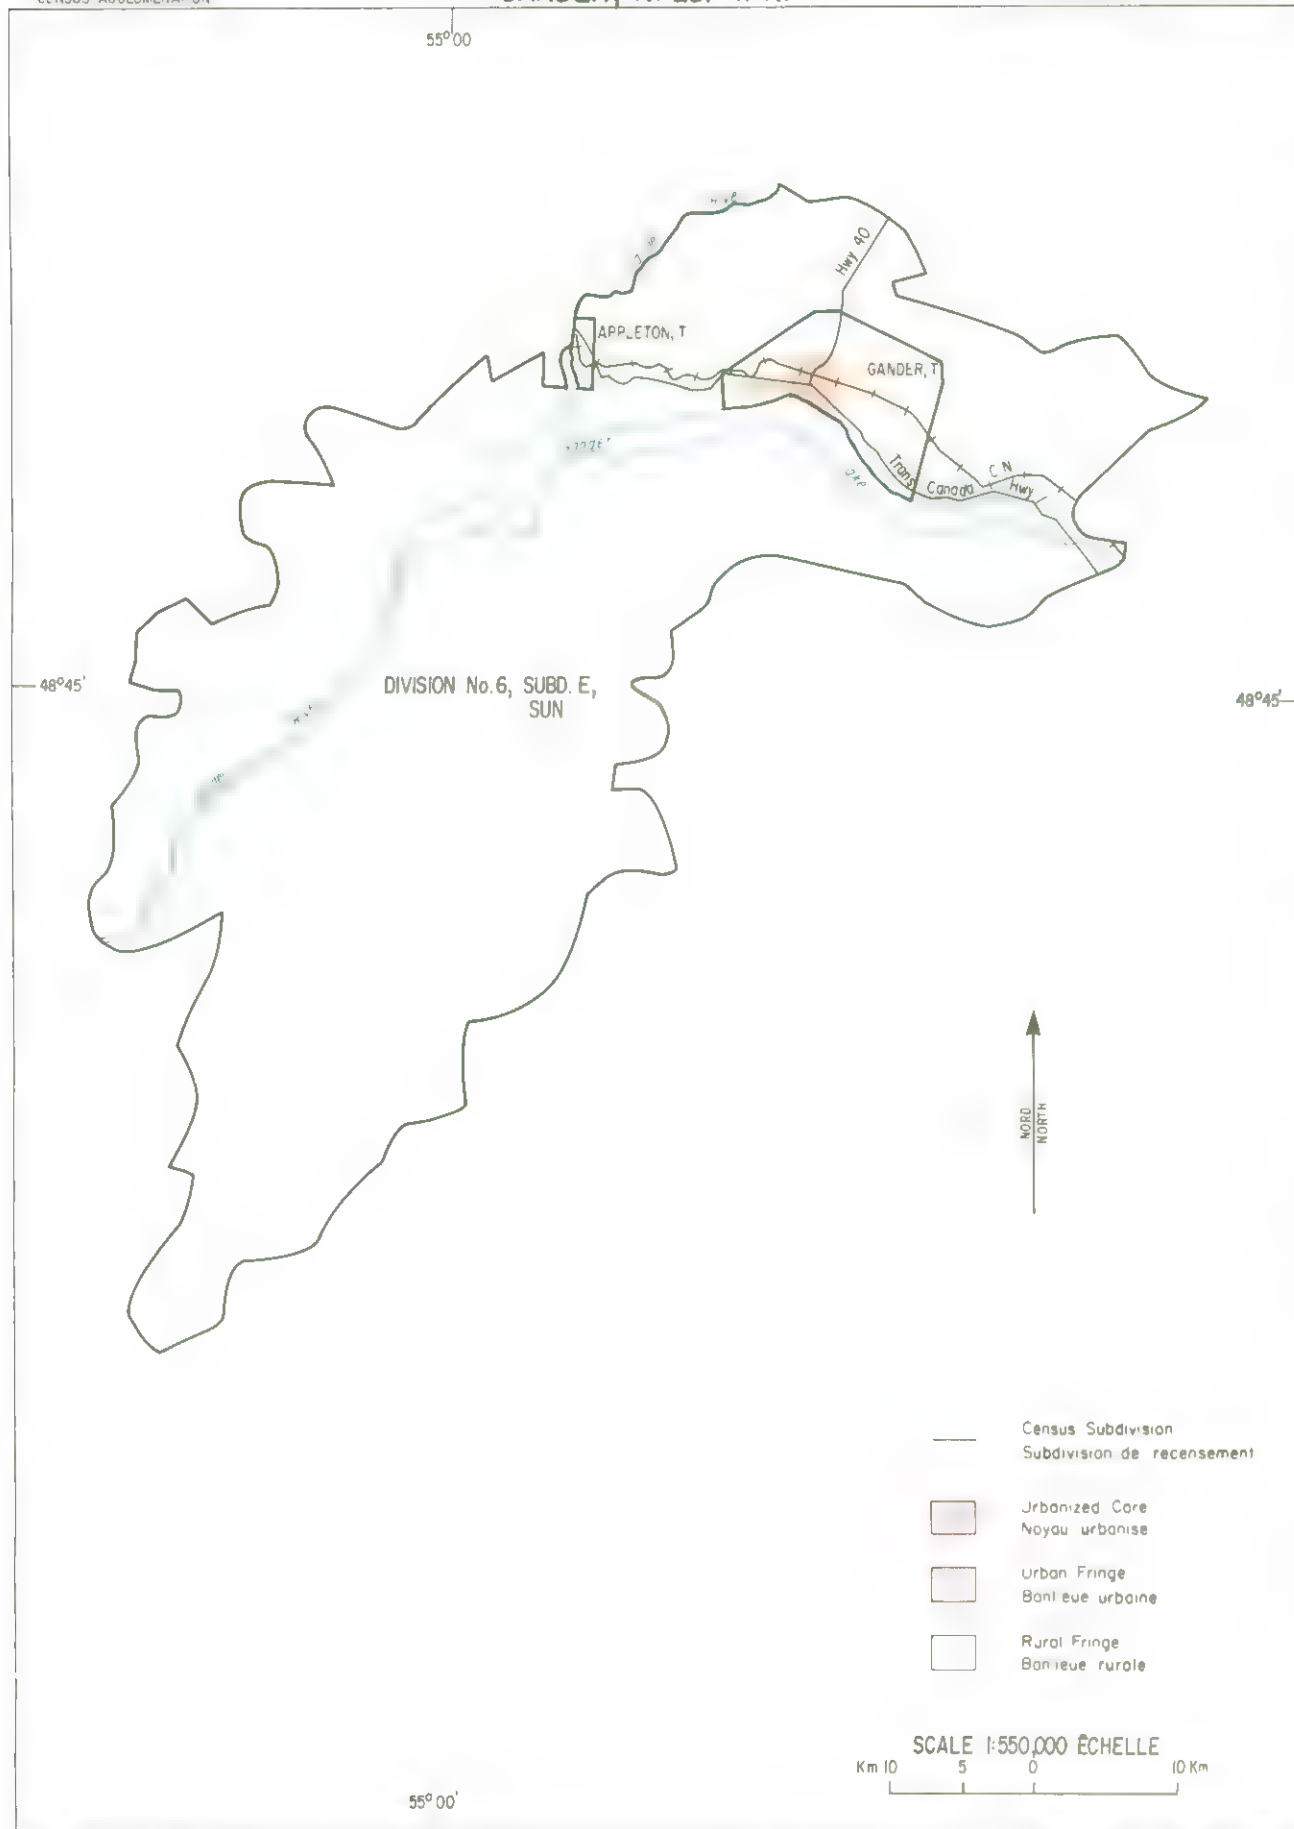 55°00
Hwy 40
APPLETON, T
GANDER, T
Trans Canada Hwy
C N
DIVISION No. 6, SUBD. E,
SUN
48°45'
48°45'
NORD
NORTH
Census Subdivision
Subdivision de recensement
Urbanized Core
Noyau urbanise
Urban Fringe
Banlieue urbaine
Rural Fringe
Banlieue rurale
SCALE 1:550,000 ÉCHELLE
Km 10 5 0 10 Km
55°00'